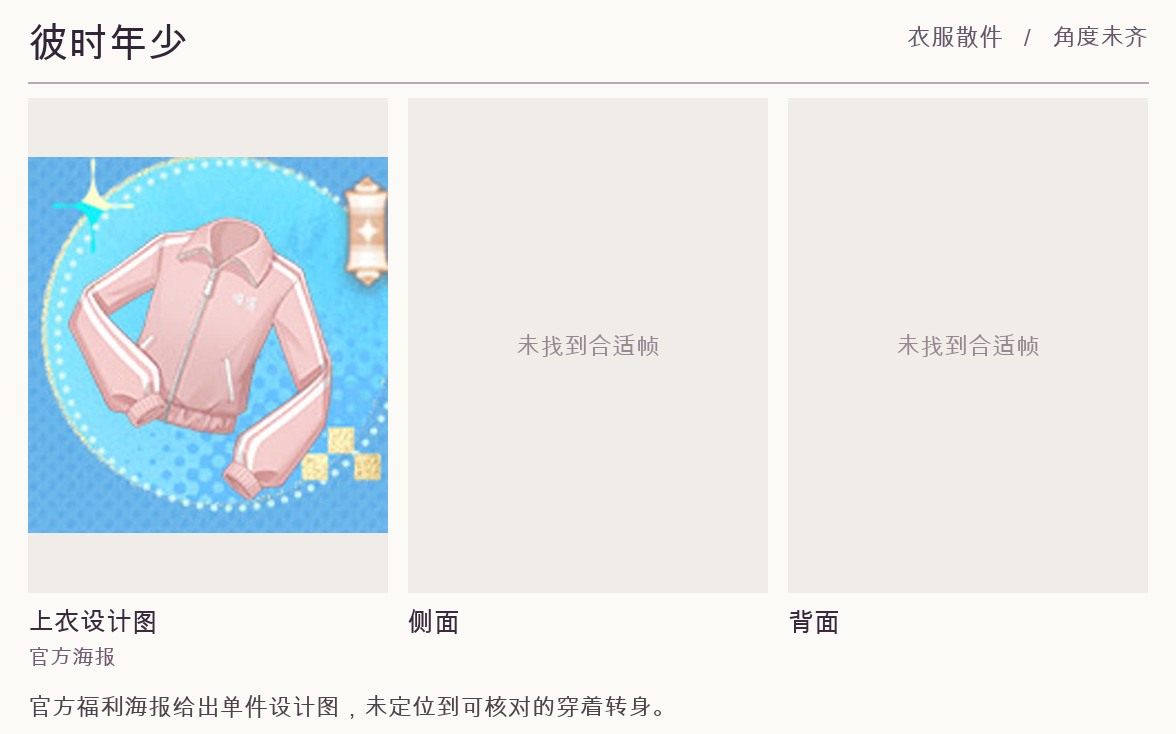 彼时年少
衣服散件 / 角度未齐
未找到合适帧
未找到合适帧
上衣设计图
侧面
背面
官方海报
官方福利海报给出单件设计图，未定位到可核对的穿着转身。